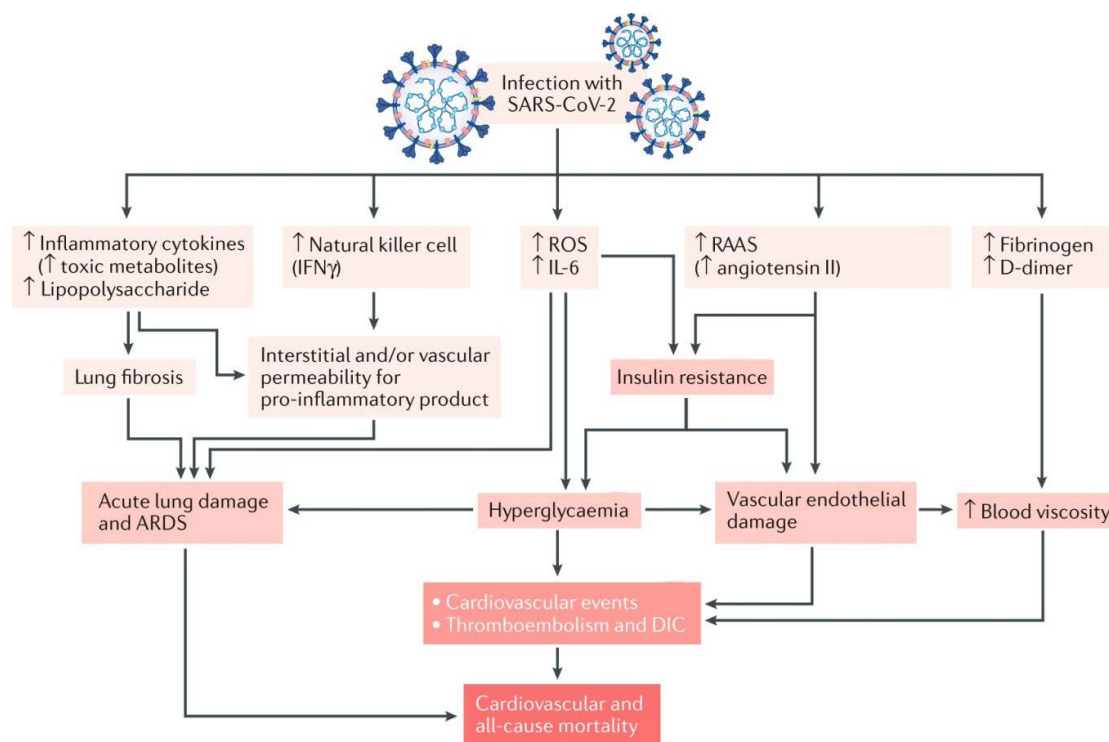 Infection with
SARS-CoV-2
↑ Inflammatory cytokines
(↑ toxic metabolites)
↑ Lipopolysaccharide
↑ Natural killer cell
(IFNγ)
↑ ROS
↑ IL-6
↑ RAAS
(↑ angiotensin II)
↑ Fibrinogen
↑ D-dimer
Lung fibrosis
Interstitial and/or vascular
permeability for
pro-inflammatory product
Insulin resistance
Acute lung damage
and ARDS
Hyperglycaemia
Vascular endothelial
damage
↑ Blood viscosity
• Cardiovascular events
• Thromboembolism and DIC
Cardiovascular and
all-cause mortality